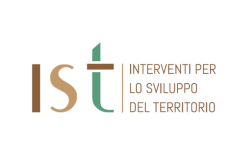 ist
INTERVENTI PER
LO SVILUPPO
DEL TERRITORIO